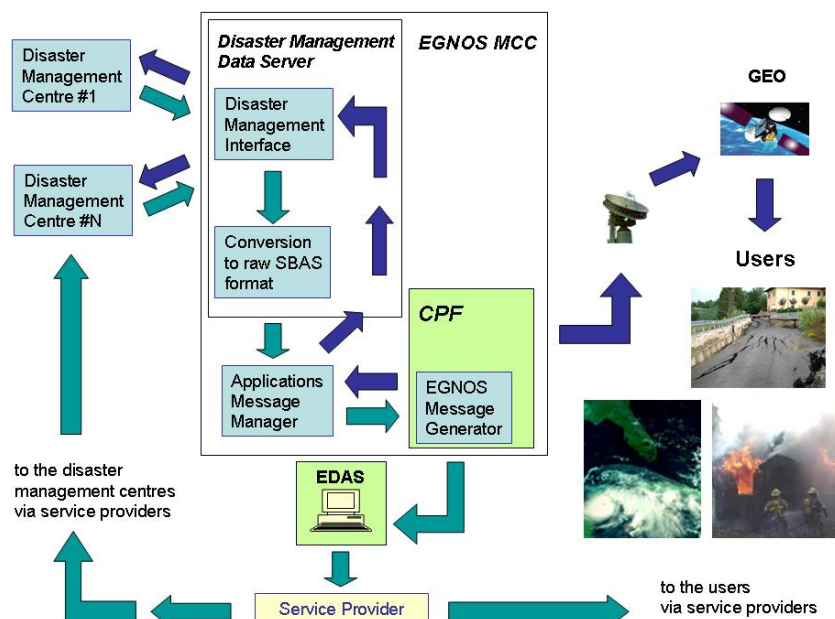 Disaster
Management
Centre #1
Disaster
Management
Centre #N
Disaster Management
Data Server
EGNOS MCC
Disaster
Management
Interface
Conversion
to raw SBAS
format
Applications
Message
Manager
CPF
EGNOS
Message
Generator
GEO
Users
EDAS
to the disaster
management centres
via service providers
Service Provider
to the users
via service providers